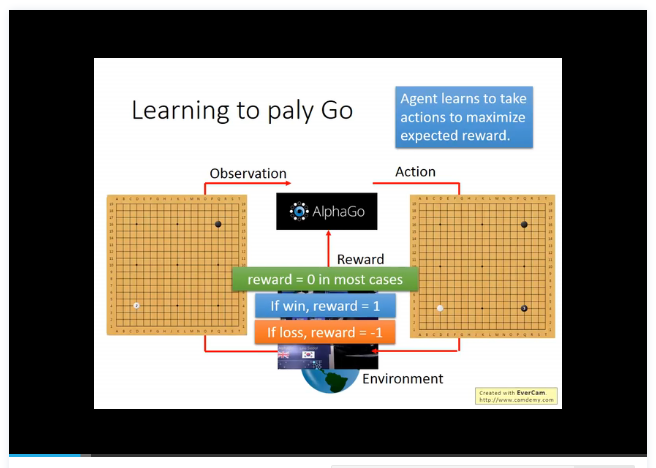 Learning to paly Go
Agent learns to take
actions to maximize
expected reward.
Observation
Action
AlphaGo
Reward
reward = 0 in most cases
If win, reward = 1
If loss, reward = -1
Environment
Created with EverCam
http://www.camdemy.com